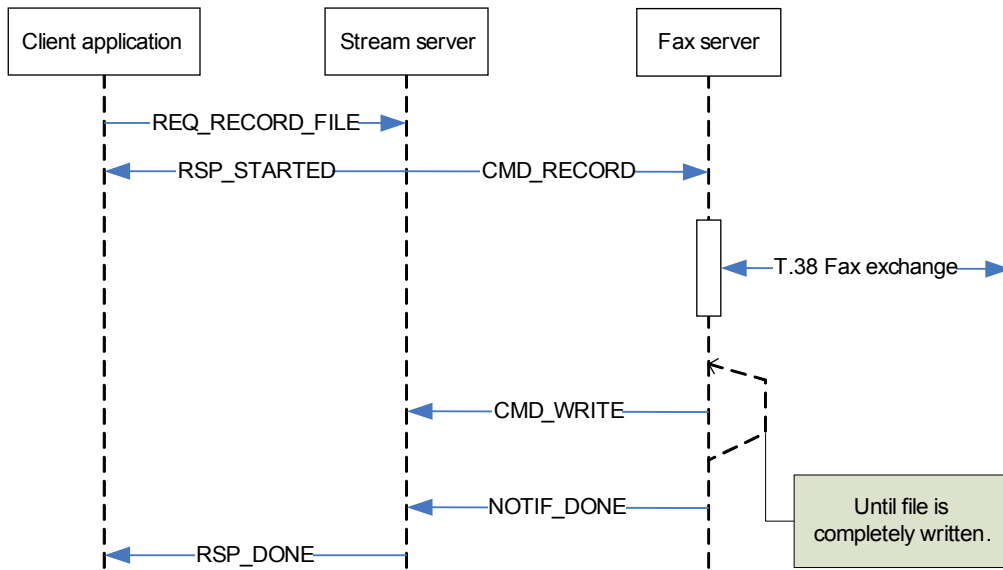 Client application
Stream server
Fax server
REQ_RECORD_FILE
RSP_STARTED
CMD_RECORD
T.38 Fax exchange
CMD_WRITE
NOTIF_DONE
Until file is
completely written.
RSP_DONE